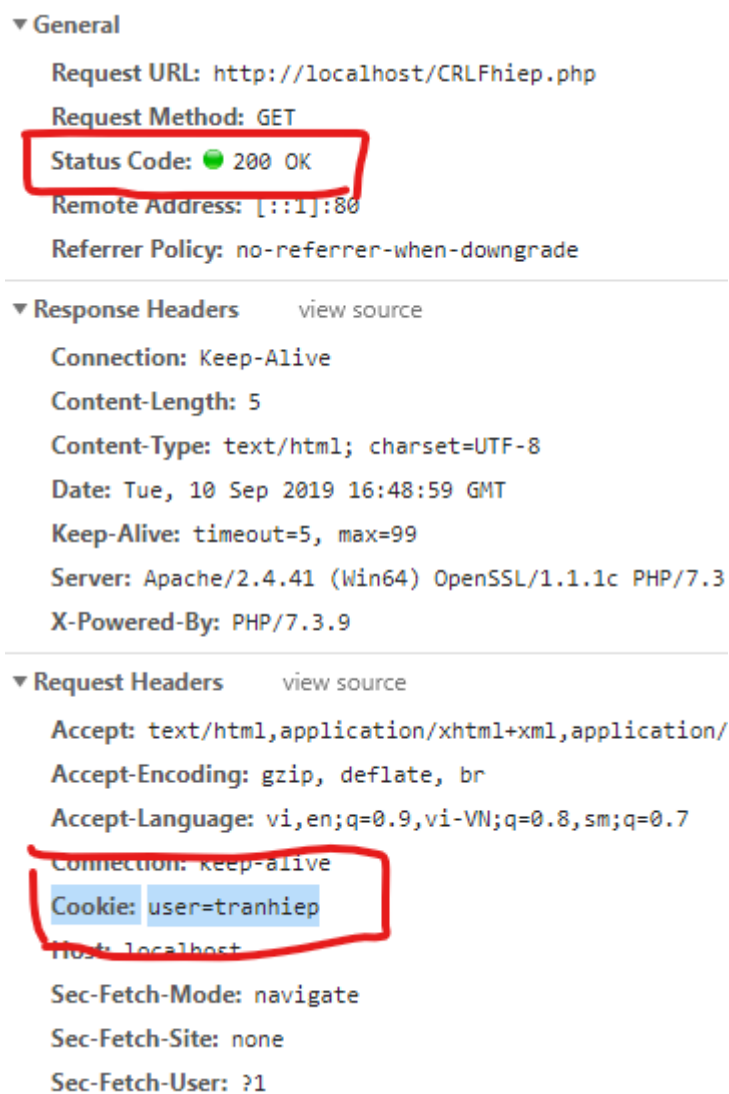 General
Request URL: http://localhost/CRLFhiep.php
Request Method: GET
Status Code: 200 OK
Remote Address: [::1]:80
Referrer Policy: no-referrer-when-downgrade
Response Headers view source
Connection: Keep-Alive
Content-Length: 5
Content-Type: text/html; charset=UTF-8
Date: Tue, 10 Sep 2019 16:48:59 GMT
Keep-Alive: timeout=5, max=99
Server: Apache/2.4.41 (Win64) OpenSSL/1.1.1c PHP/7.3
X-Powered-By: PHP/7.3.9
Request Headers view source
Accept: text/html,application/xhtml+xml,application/
Accept-Encoding: gzip, deflate, br
Accept-Language: vi,en;q=0.9,vi-VN;q=0.8,sm;q=0.7
Connection: keep-alive
Cookie: user=tranhiep
Host: localhost
Sec-Fetch-Mode: navigate
Sec-Fetch-Site: none
Sec-Fetch-User: ?1